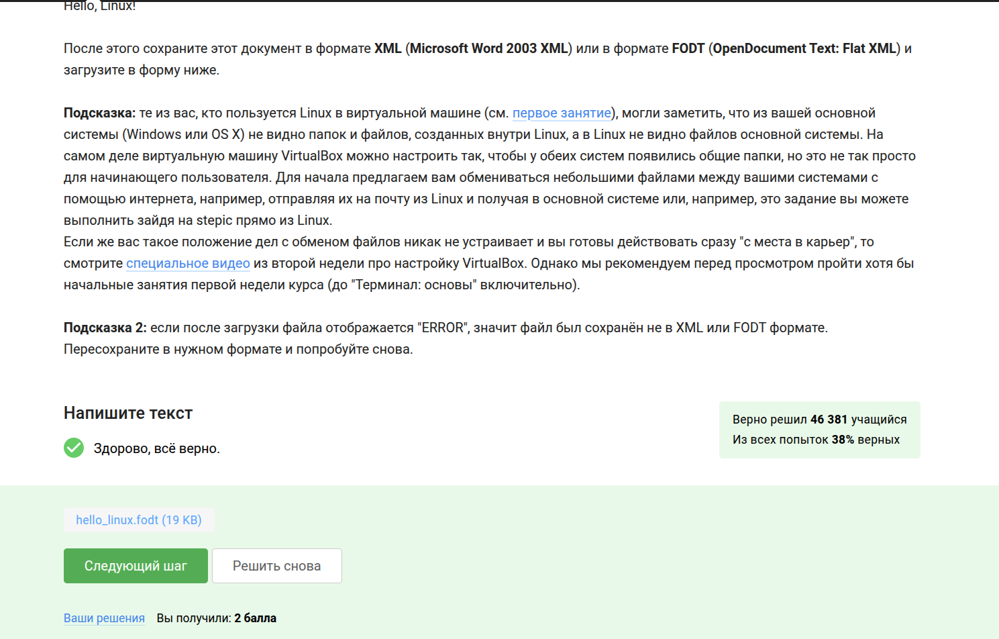 Hello, Linux!
После этого сохраните этот документ в формате XML (Microsoft Word 2003 XML) или в формате FODT (OpenDocument Text: Flat XML) и
загрузите в форму ниже.
Подсказка: те из вас, кто пользуется Linux в виртуальной машине (см. первое занятие), могли заметить, что из вашей основной
системы (Windows или OS X) не видно папок и файлов, созданных внутри Linux, а в Linux не видно файлов основной системы. На
самом деле виртуальную машину VirtualBox можно настроить так, чтобы у обеих систем появились общие папки, но это не так просто
для начинающего пользователя. Для начала предлагаем вам обмениваться небольшими файлами между вашими системами с
помощью интернета, например, отправляя их на почту из Linux и получая в основной системе или, например, это задание вы можете
выполнить зайдя на stepic прямо из Linux.
Если же вас такое положение дел с обменом файлов никак не устраивает и вы готовы действовать сразу "с места в карьер", то
смотрите специальное видео из второй недели про настройку VirtualBox. Однако мы рекомендуем перед просмотром пройти хотя бы
начальные занятия первой недели курса (до "Терминал: основы" включительно).
Подсказка 2: если после загрузки файла отображается "ERROR", значит файл был сохранён не в XML или FODT формате.
Пересохраните в нужном формате и попробуйте снова.
Напишите текст
Здорово, всё верно.
Верно решил 46 381 учащийся
Из всех попыток 38% верных
hello_linux.fodt (19 KB)
Следующий шаг
Решить снова
Ваши решения
Вы получили: 2 балла